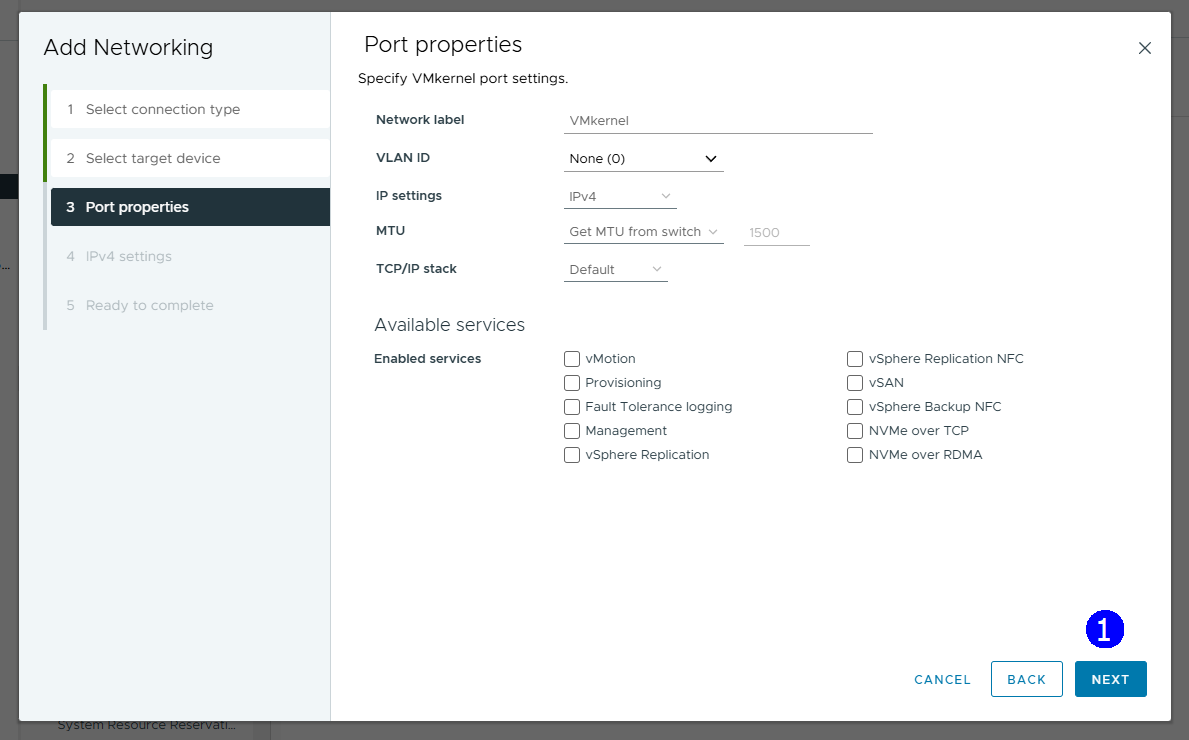 Add Networking
1 Select connection type
2 Select target device
3 Port properties
4 IPv4 settings
5 Ready to complete
Port properties
Specify VMkernel port settings.
Network label VMkernel
VLAN ID None (0)
IP settings IPv4
MTU Get MTU from switch 1500
TCP/IP stack Default
Available services
Enabled services
vMotion
Provisioning
Fault Tolerance logging
Management
vSphere Replication
vSphere Replication NFC
vSAN
vSphere Backup NFC
NVMe over TCP
NVMe over RDMA
1
CANCEL BACK NEXT
System Resource Reservati...